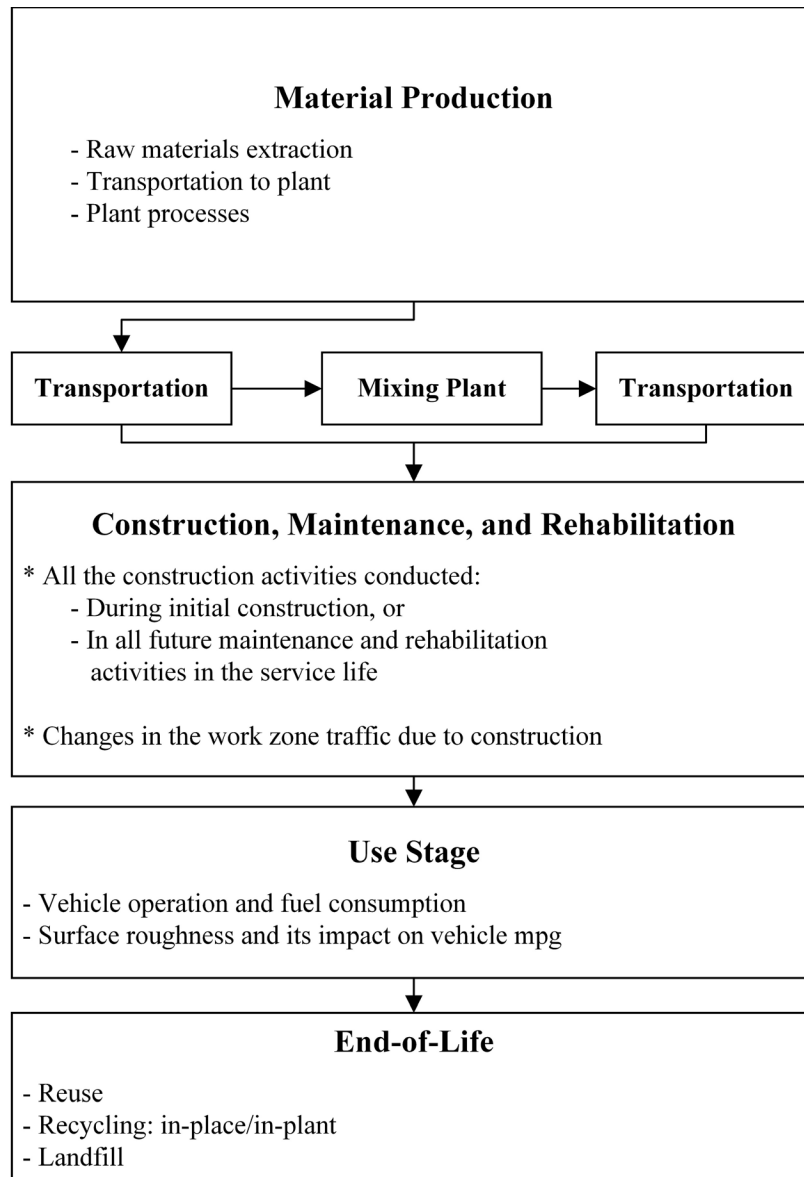 Material Production
- Raw materials extraction
- Transportation to plant
- Plant processes
Transportation
Mixing Plant
Transportation
Construction, Maintenance, and Rehabilitation
* All the construction activities conducted:
- During initial construction, or
- In all future maintenance and rehabilitation
activities in the service life
* Changes in the work zone traffic due to construction
Use Stage
- Vehicle operation and fuel consumption
- Surface roughness and its impact on vehicle mpg
End-of-Life
- Reuse
- Recycling: in-place/in-plant
- Landfill